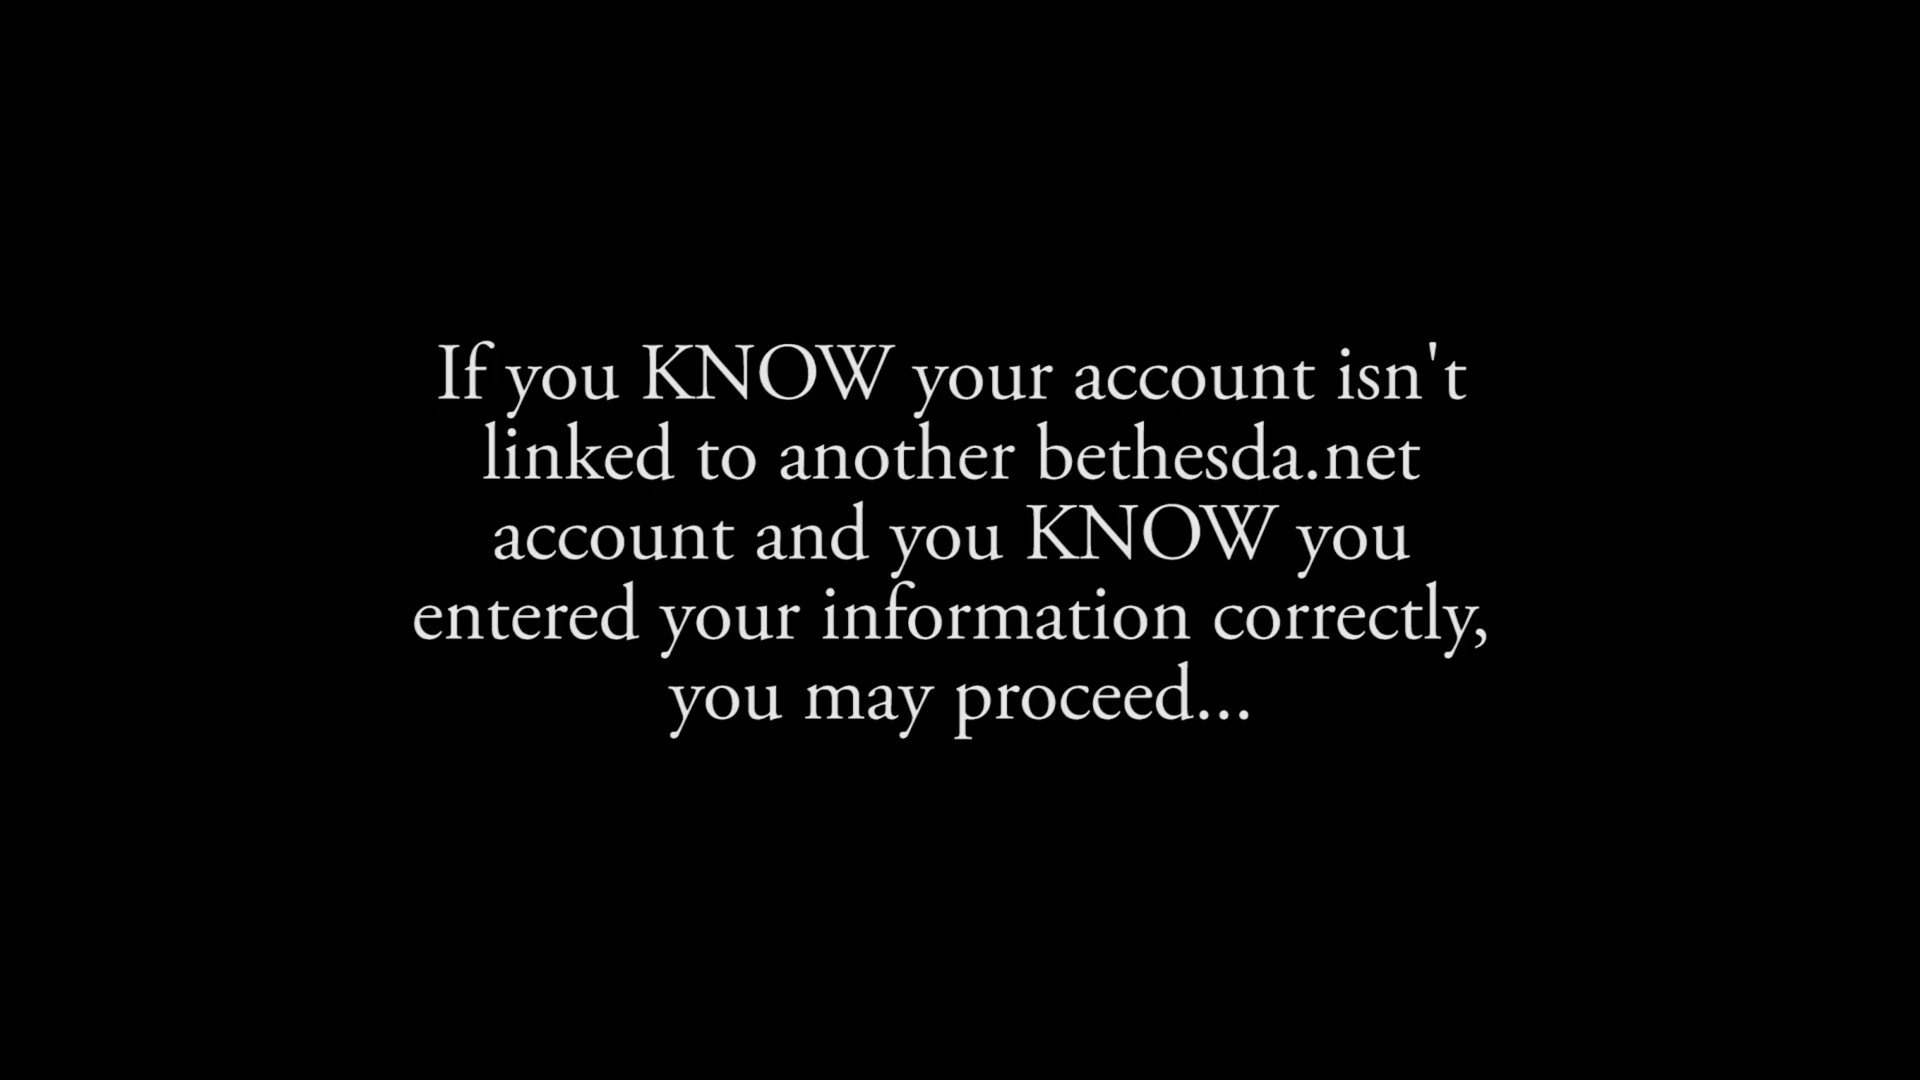 If you KNOW your account isn't
linked to another bethesda.net
account and you KNOW you
entered your information correctly,
you may proceed...